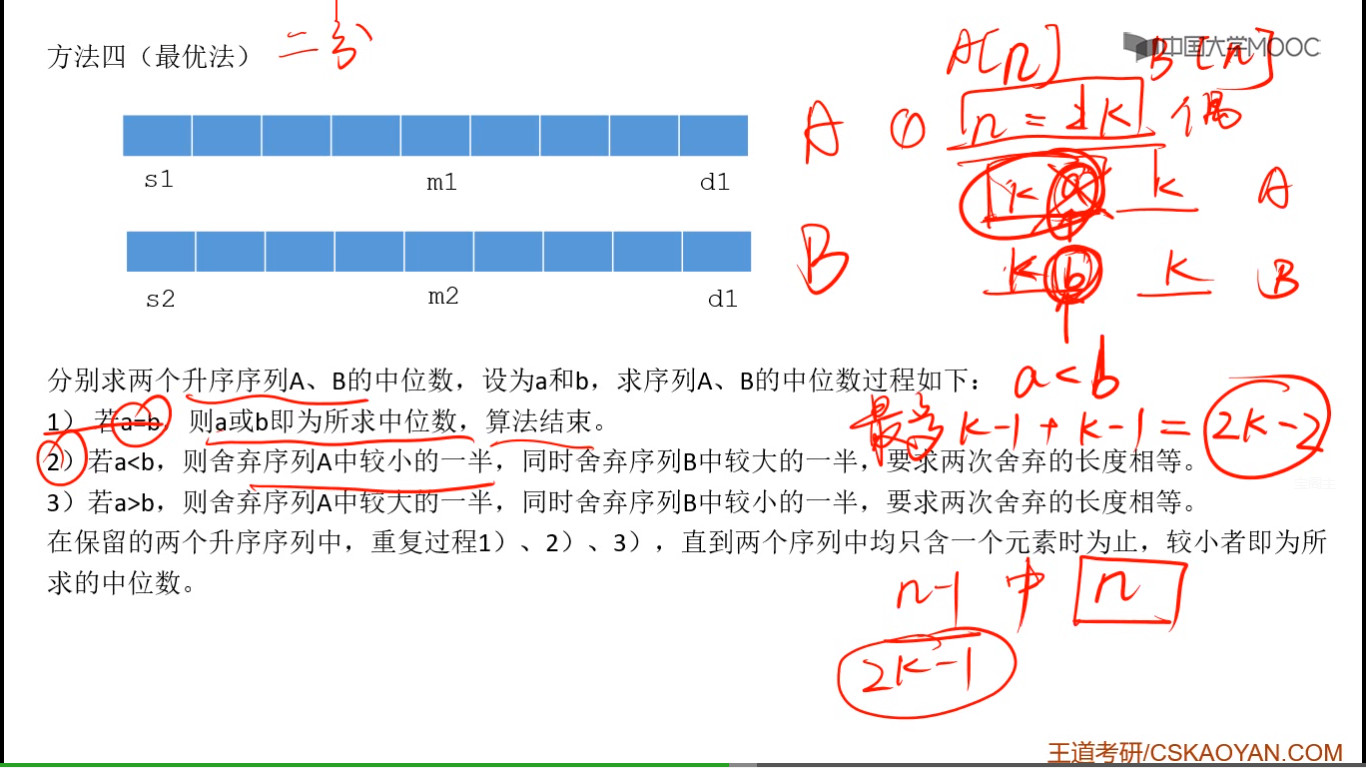 方法四（最优法） 二分
中国大学MOOC
A[n] B[n]
A ① n = 2k 偶
s1 m1 d1
k a k A
B
k b k B
s2 m2 d1
分别求两个升序序列A、B的中位数，设为a和b，求序列A、B的中位数过程如下：
a<b
1） 若a=b，则a或b即为所求中位数，算法结束。
最高 k-1+k-1=2k-2
2）若a<b，则舍弃序列A中较小的一半，同时舍弃序列B中较大的一半，要求两次舍弃的长度相等。
3）若a>b，则舍弃序列A中较大的一半，同时舍弃序列B中较小的一半，要求两次舍弃的长度相等。
在保留的两个升序序列中，重复过程1）、2）、3），直到两个序列中均只含一个元素时为止，较小者即为所
求的中位数。
n-1 中 n
2k-1
王道考研/CSKAOYAN.COM